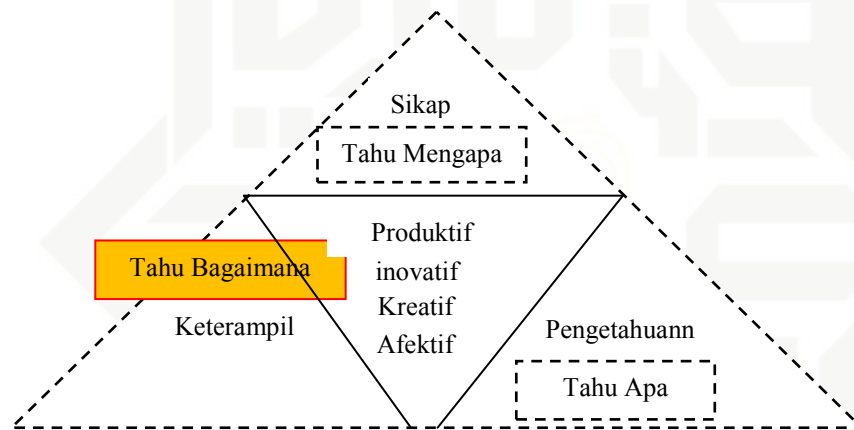 Sikap
Tahu Mengapa
Produktif
inovatif
Kreatif
Afektif
Tahu Bagaimana
Keterampil
Pengetahuann
Tahu Apa